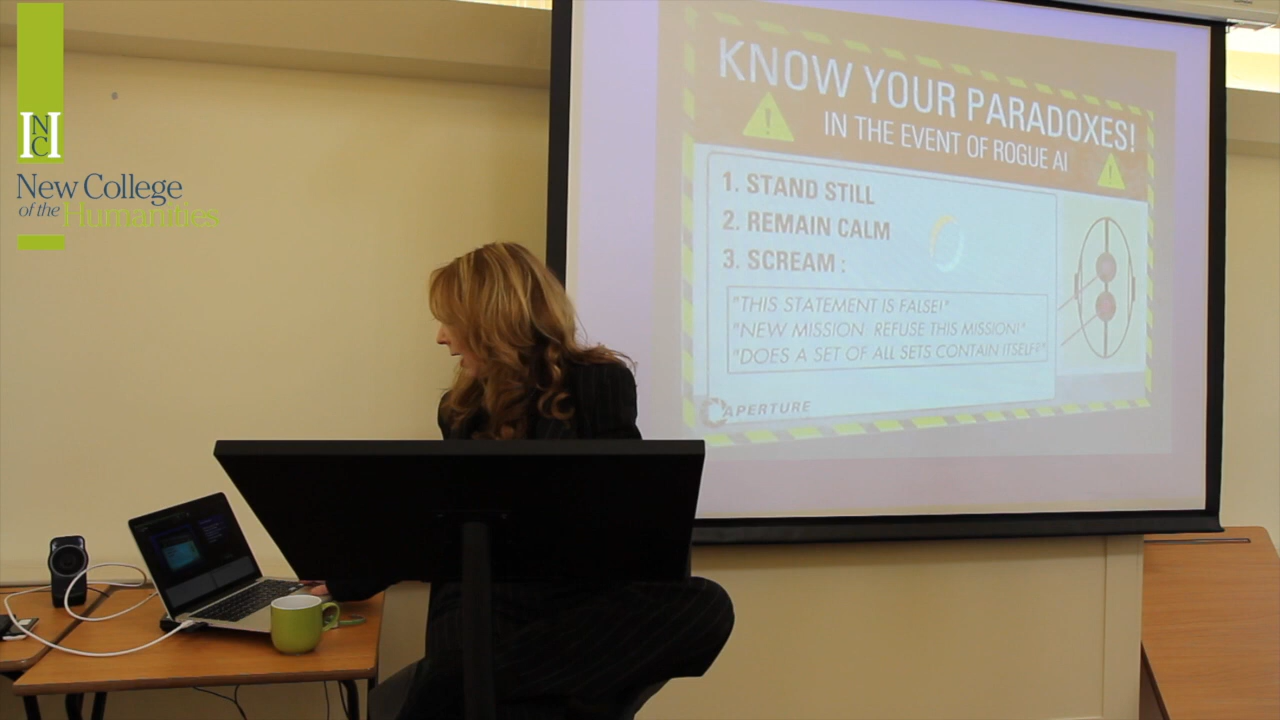 NCH
New College
of the Humanities
KNOW YOUR PARADOXES!
IN THE EVENT OF ROGUE AI
1. STAND STILL
2. REMAIN CALM
3. SCREAM :
"THIS STATEMENT IS FALSE!"
"NEW MISSION. REFUSE THIS MISSION!"
"DOES A SET OF ALL SETS CONTAIN ITSELF?"
APERTURE